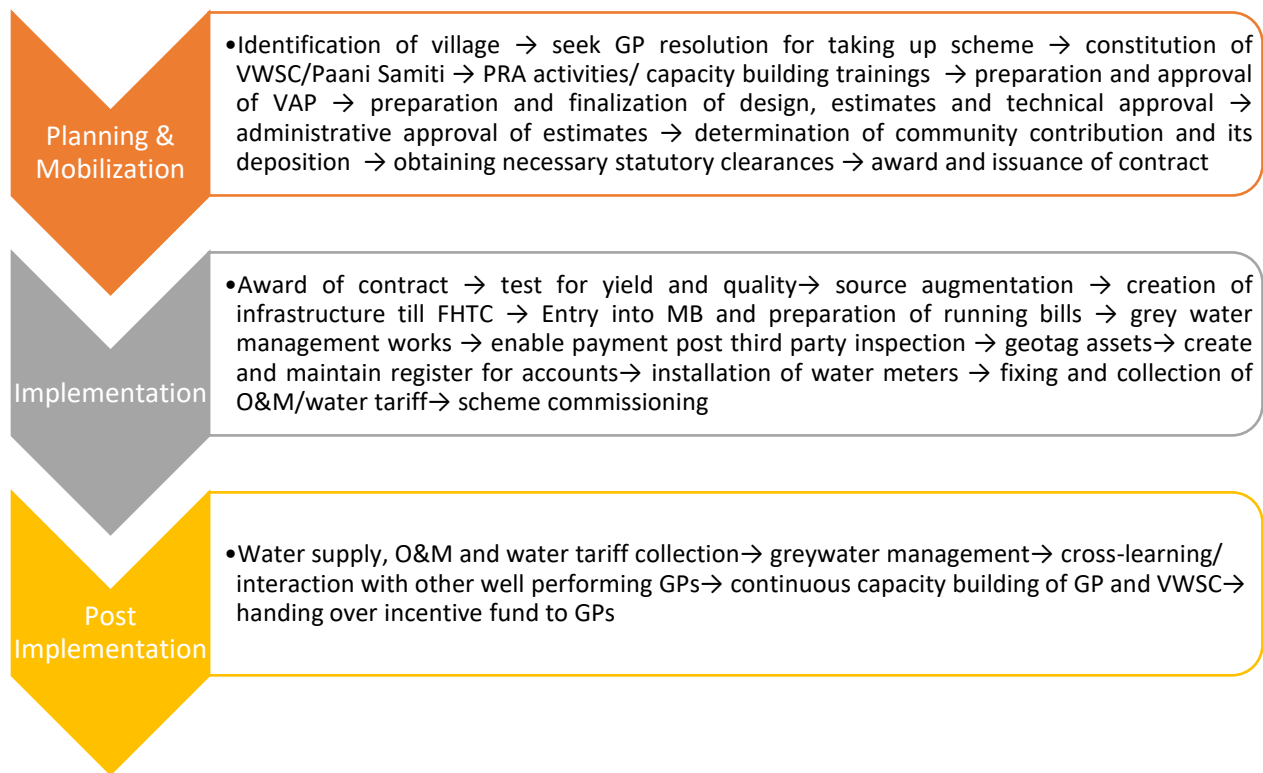 Planning &
Mobilization
•Identification of village → seek GP resolution for taking up scheme → constitution of
VWSC/Paani Samiti → PRA activities/ capacity building trainings → preparation and approval
of VAP → preparation and finalization of design, estimates and technical approval →
administrative approval of estimates → determination of community contribution and its
deposition → obtaining necessary statutory clearances → award and issuance of contract
Implementation
•Award of contract → test for yield and quality→ source augmentation → creation of
infrastructure till FHTC → Entry into MB and preparation of running bills → grey water
management works → enable payment post third party inspection → geotag assets→ create
and maintain register for accounts→ installation of water meters → fixing and collection of
O&M/water tariff→ scheme commissioning
Post
Implementation
•Water supply, O&M and water tariff collection→ greywater management→ cross-learning/
interaction with other well performing GPs→ continuous capacity building of GP and VWSC→
handing over incentive fund to GPs